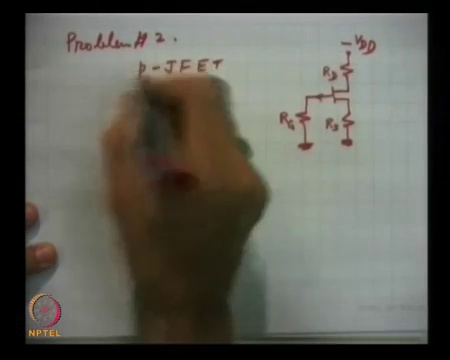 Problem # 2.
p-JFET
-VDD
RD
RG
RS
NPTEL